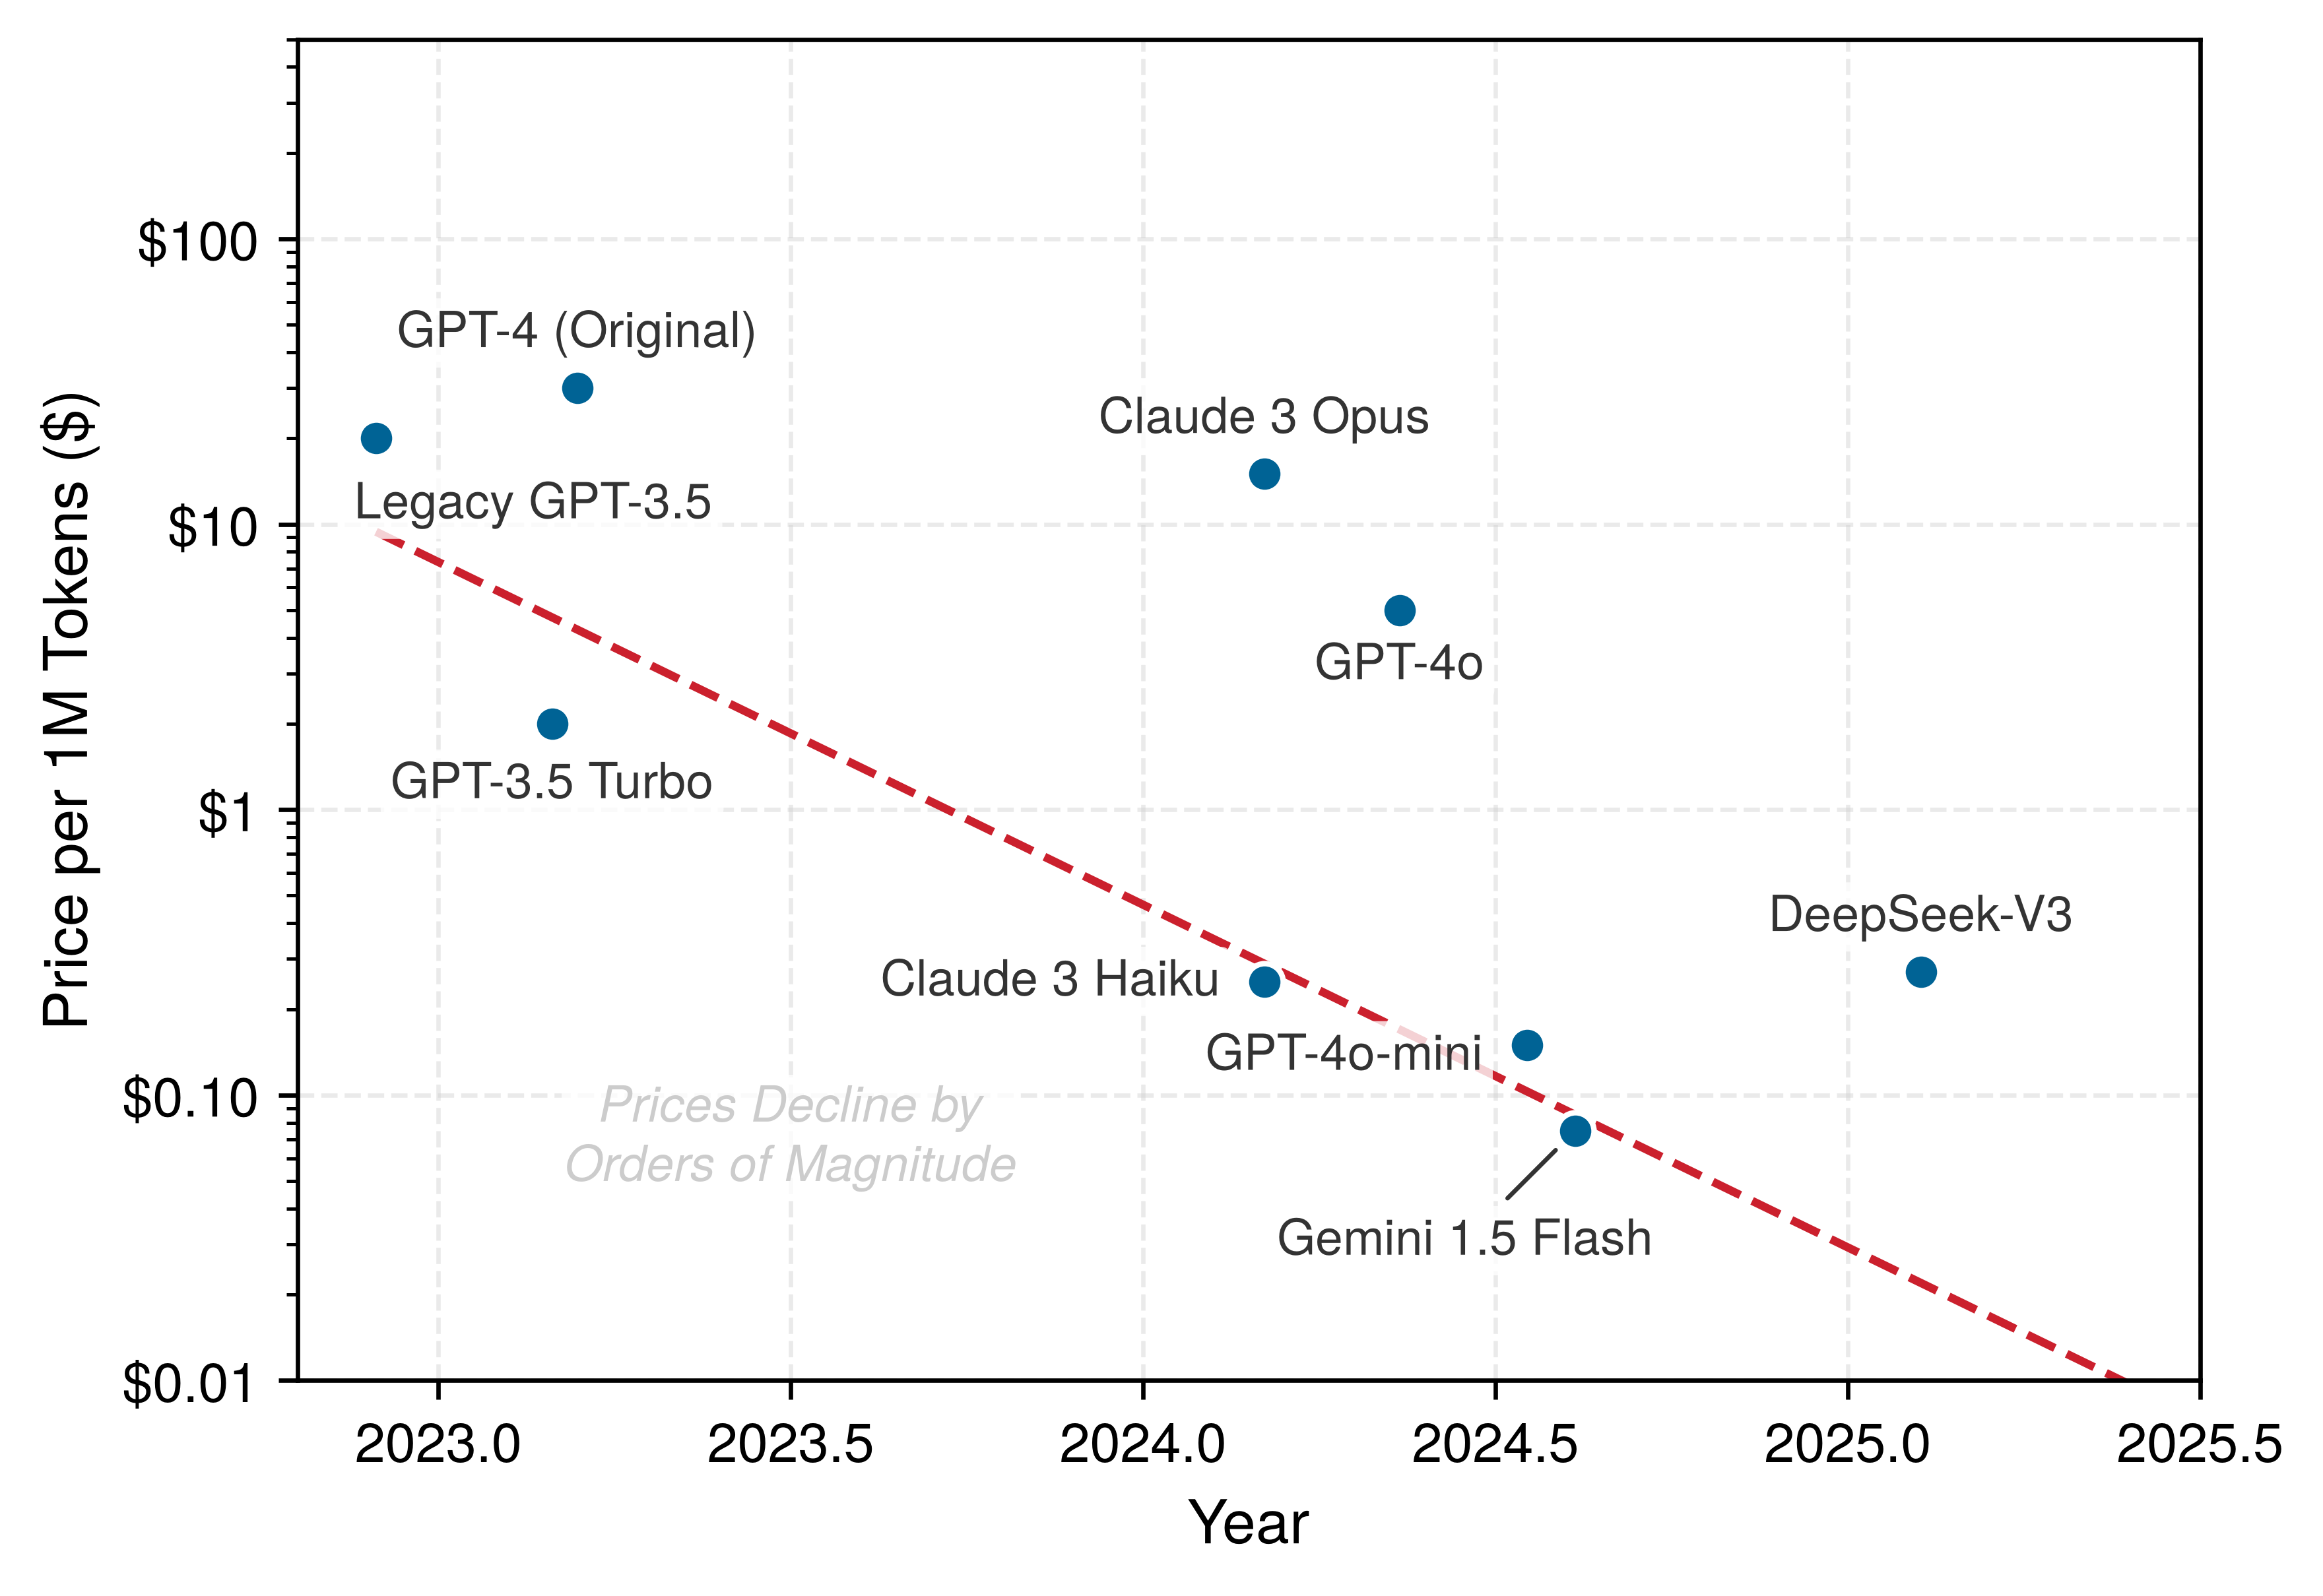 Price per 1M Tokens ($)
$100
$10
$1
$0.10
$0.01
GPT-4 (Original)
Claude 3 Opus
Legacy GPT-3.5
GPT-4o
GPT-3.5 Turbo
DeepSeek-V3
Claude 3 Haiku
GPT-4o-mini
Prices Decline by
Orders of Magnitude
Gemini 1.5 Flash
2023.0
2023.5
2024.0
2024.5
2025.0
2025.5
Year